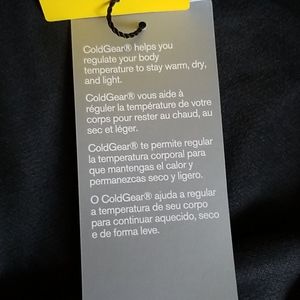 ColdGear® helps you
regulate your body
temperature to stay warm, dry,
and light.
ColdGear® vous aide à
réguler la température de votre
corps pour rester au chaud, au
sec et léger.
ColdGear® te permite regular
la temperatura corporal para
que mantengas el calor y
permanezcas seco y ligero.
O ColdGear® ajuda a regular
a temperatura de seu corpo
para continuar aquecido, seco
e de forma leve.